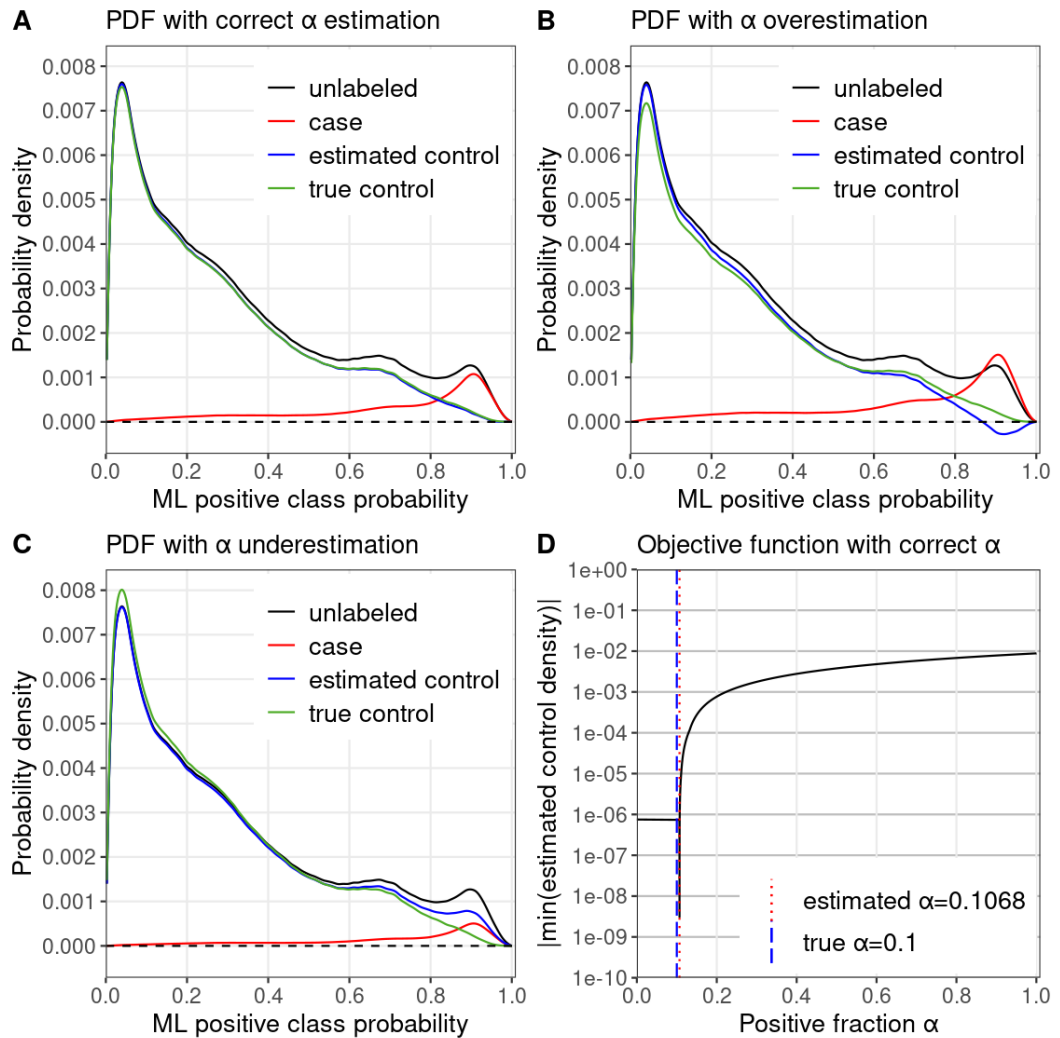 A PDF with correct α estimation
Probability density
0.008
0.007
0.006
0.005
0.004
0.003
0.002
0.001
0.000
unlabeled
case
estimated control
true control
0.0 0.2 0.4 0.6 0.8 1.0
ML positive class probability
B PDF with α overestimation
Probability density
0.008
0.007
0.006
0.005
0.004
0.003
0.002
0.001
0.000
unlabeled
case
estimated control
true control
0.0 0.2 0.4 0.6 0.8 1.0
ML positive class probability
C PDF with α underestimation
Probability density
0.008
0.007
0.006
0.005
0.004
0.003
0.002
0.001
0.000
unlabeled
case
estimated control
true control
0.0 0.2 0.4 0.6 0.8 1.0
ML positive class probability
D Objective function with correct α
|min(estimated control density)|
1e+00
1e-01
1e-02
1e-03
1e-04
1e-05
1e-06
1e-07
1e-08
1e-09
1e-10
estimated α=0.1068
true α=0.1
0.0 0.2 0.4 0.6 0.8 1.0
Positive fraction α